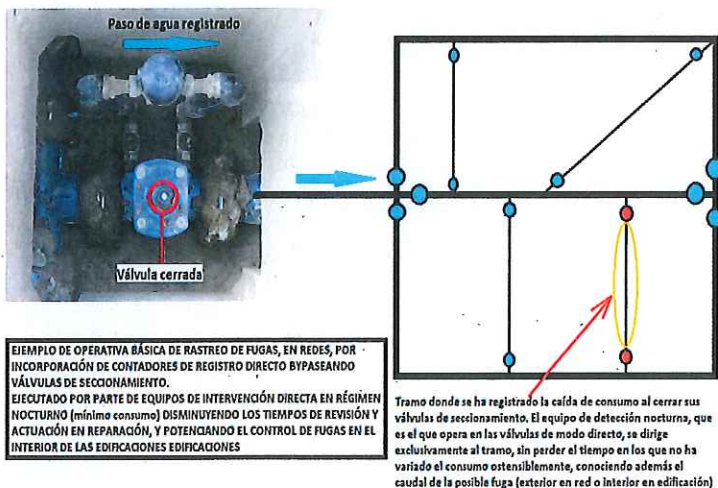 Paso de agua registrado
Válvula cerrada
EJEMPLO DE OPERATIVA BÁSICA DE RASTREO DE FUGAS, EN REDES, POR
INCORPORACIÓN DE CONTADORES DE REGISTRO DIRECTO BYPASEANDO
VÁLVULAS DE SECCIONAMIENTO.
EJECUTADO POR PARTE DE EQUIPOS DE INTERVENCIÓN DIRECTA EN RÉGIMEN
NOCTURNO (mínimo consumo) DISMINUYENDO LOS TIEMPOS DE REVISIÓN Y
ACTUACIÓN EN REPARACIÓN, Y POTENCIANDO EL CONTROL DE FUGAS EN EL
INTERIOR DE LAS EDIFICACIONES EDIFICACIONES
Tramo donde se ha registrado la caída de consumo al cerrar sus
válvulas de seccionamiento. El equipo de detección nocturna, que
es el que opera en las válvulas de modo directo, se dirige
exclusivamente al tramo, sin perder el tiempo en los que no ha
variado el consumo ostensiblemente, conociendo además el
caudal de la posible fuga (exterior en red o interior en edificación)